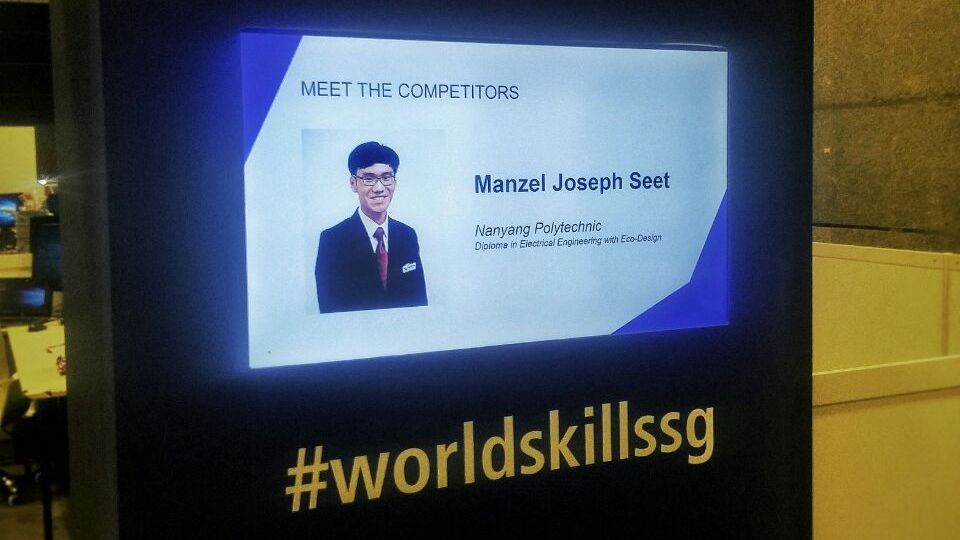 MEET THE COMPETITORS
Manzel Joseph Seet
Nanyang Polytechnic
Diploma in Electrical Engineering with Eco-Design
#worldskillssg